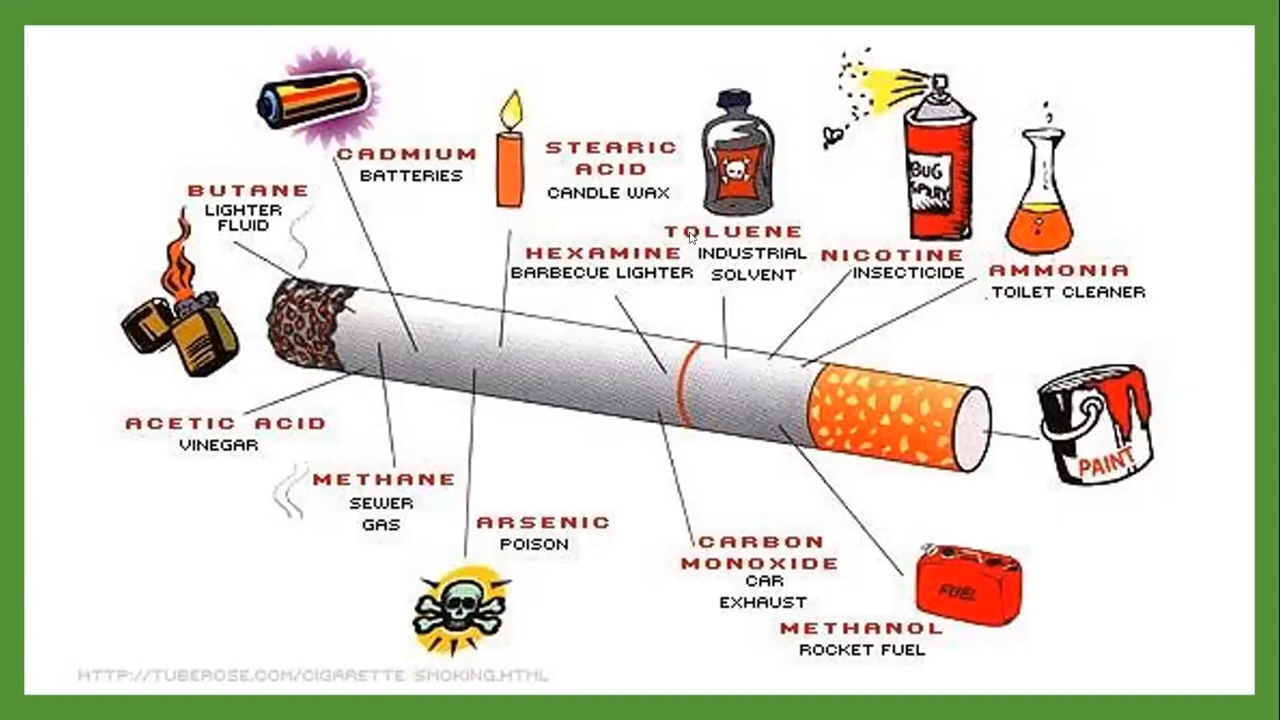 CADMIUM
BATTERIES
STEARIC
ACID
CANDLE WAX
BUTANE
LIGHTER
FLUID
TOLUENE
INDUSTRIAL
SOLVENT
HEXAMINE
BARBECUE LIGHTER
BUG
SPRAY
NICOTINE
INSECTICIDE
AMMONIA
TOILET CLEANER
ACETIC ACID
VINEGAR
METHANE
SEWER
GAS
ARSENIC
POISON
CARBON
MONOXIDE
CAR
EXHAUST
PAINT
FUEL
METHANOL
ROCKET FUEL
HTTP://TUBEROSE.COM/CIGARETTE_SMOKING.HTML